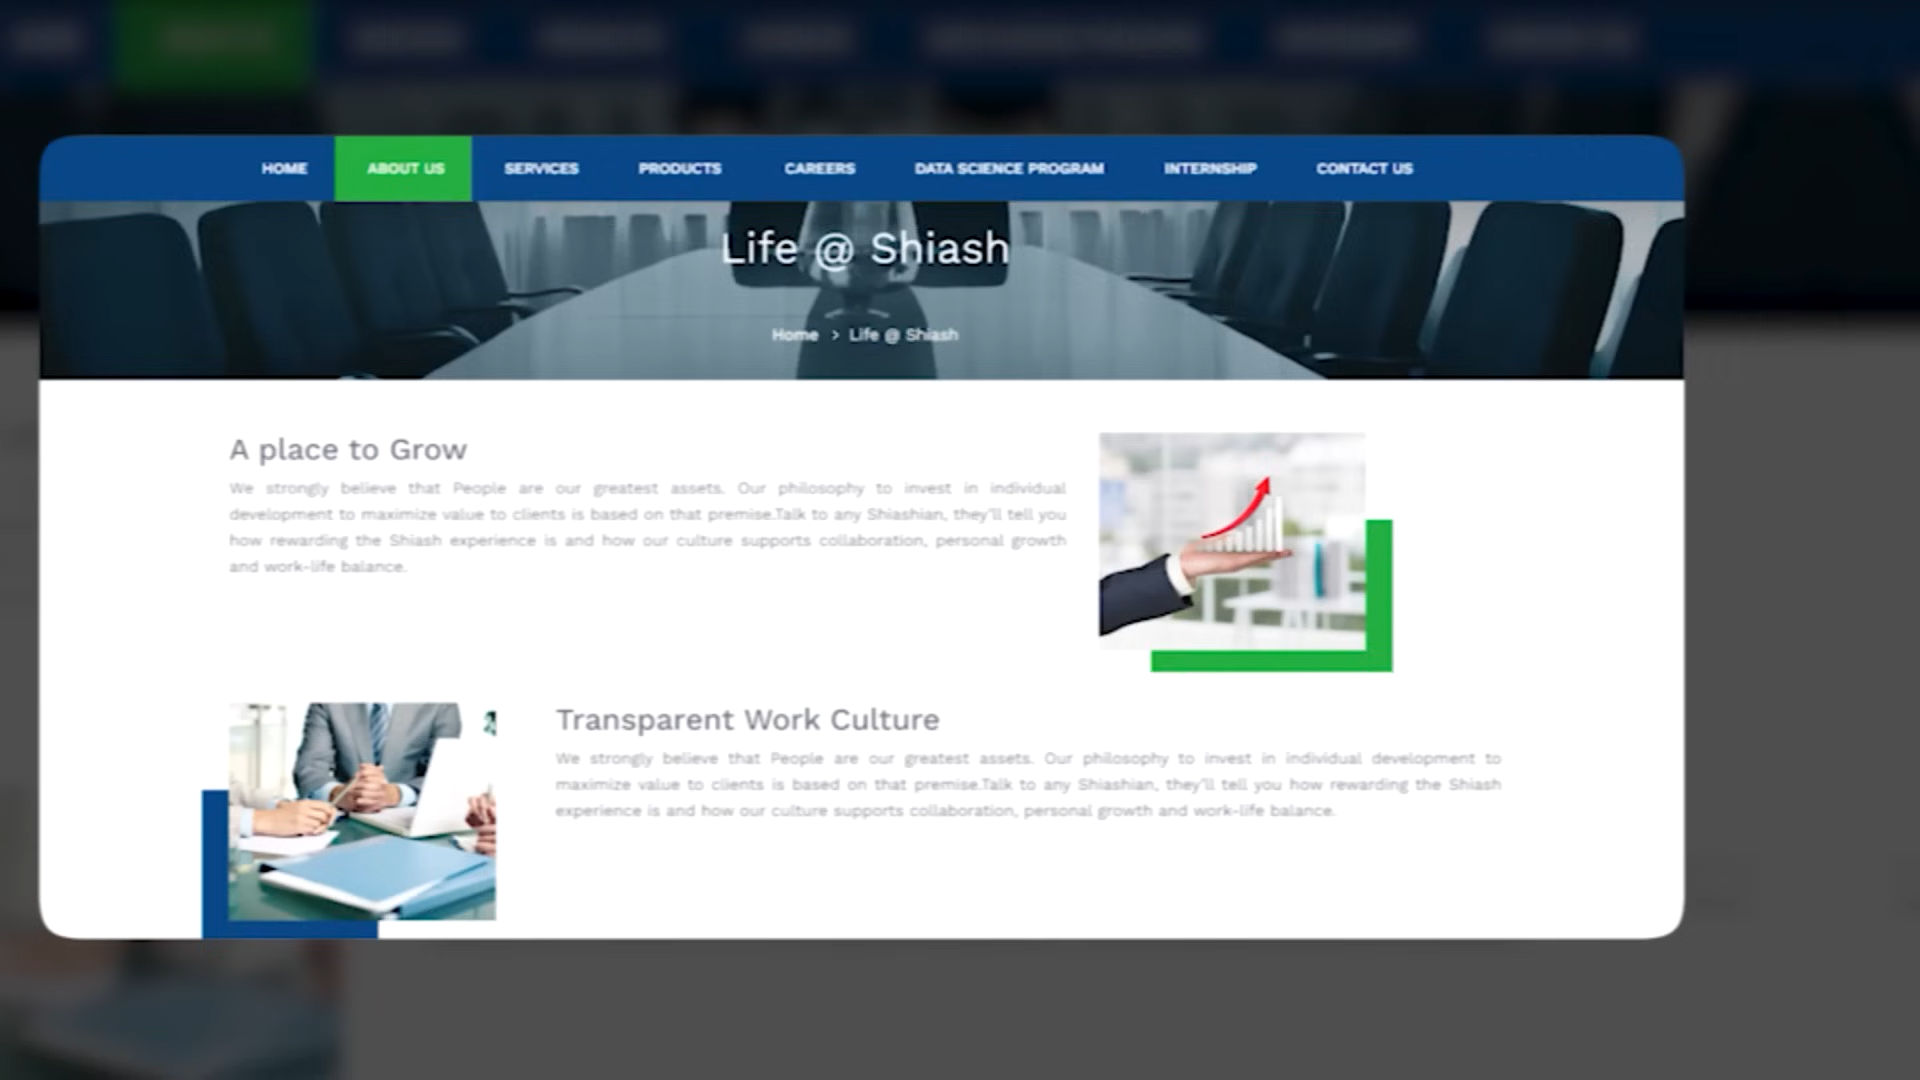 HOME ABOUT US SERVICES PRODUCTS CAREERS DATA SCIENCE PROGRAM INTERNSHIP CONTACT US
Life @ Shiash
Home > Life @ Shiash
A place to Grow
We strongly believe that People are our greatest assets. Our philosophy to invest in individual
development to maximize value to clients is based on that premise.Talk to any Shiashian, they'll tell you
how rewarding the Shiash experience is and how our culture supports collaboration, personal growth
and work-life balance.
Transparent Work Culture
We strongly believe that People are our greatest assets. Our philosophy to invest in individual development to
maximize value to clients is based on that premise.Talk to any Shiashian, they'll tell you how rewarding the Shiash
experience is and how our culture supports collaboration, personal growth and work-life balance.